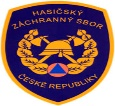 HASIČSKÝ
ZÁCHRANNÝ SBOR
ČESKÉ REPUBLIKY